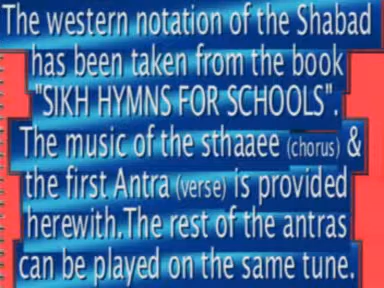 The western notation of the Shabad
has been taken from the book
"SIKH HYMNS FOR SCHOOLS".
The music of the sthaaee (chorus) &
the first Antra (verse) is provided
herewith.The rest of the antras
can be played on the same tune.